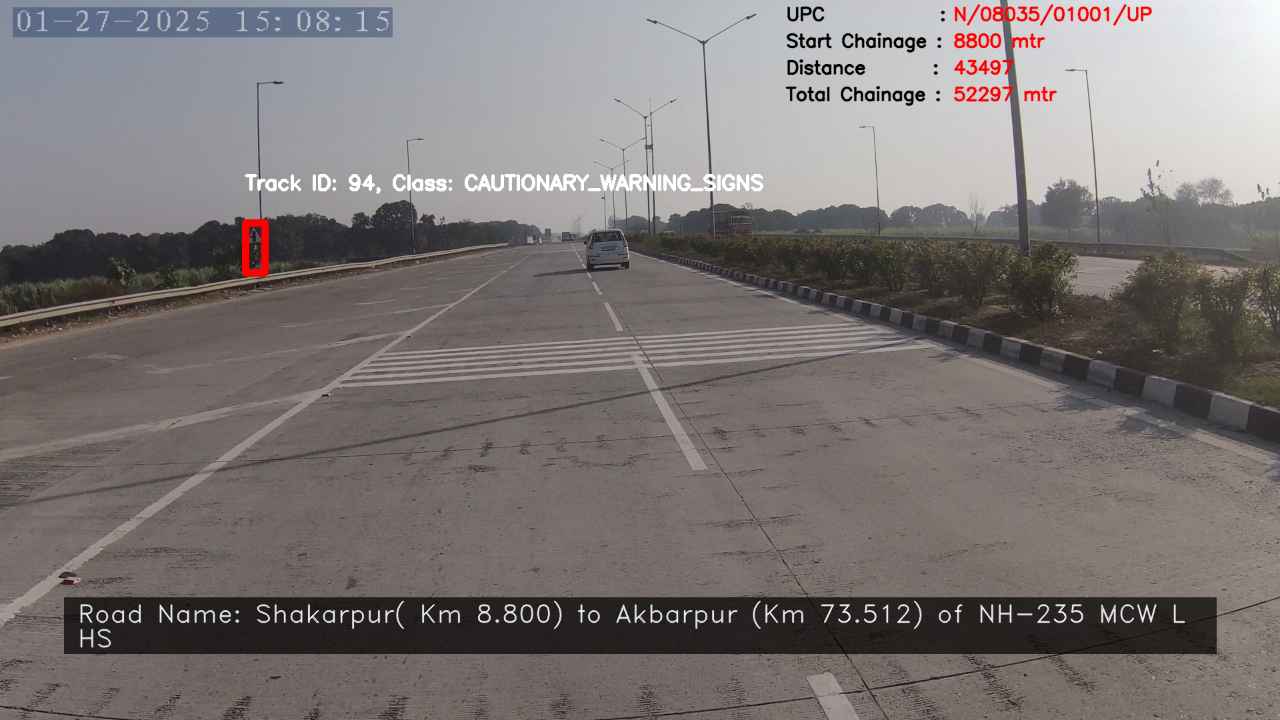 01-27-2025 15:08:15
UPC : N/08035/01001/UP
Start Chainage : 8800 mtr
Distance : 43497
Total Chainage : 52297 mtr
Track ID: 94, Class: CAUTIONARY_WARNING_SIGNS
Road Name: Shakarpur( Km 8.800) to Akbarpur (Km 73.512) of NH-235 MCW L
HS